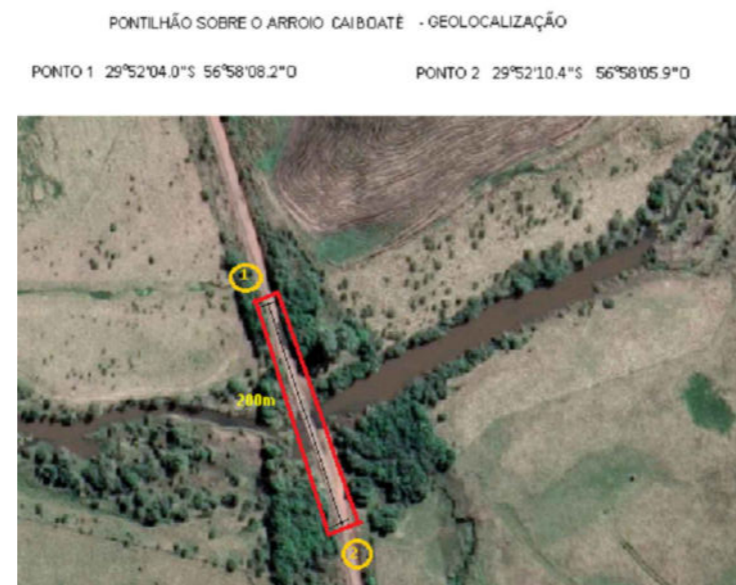 PONTILHÃO SOBRE O ARROIO CAIBOATÉ - GEOLOCALIZAÇÃO
PONTO 1 29°52'04.0"S 56°58'08.2"O PONTO 2 29°52'10.4"S 56°58'05.9"O
1
200m
2